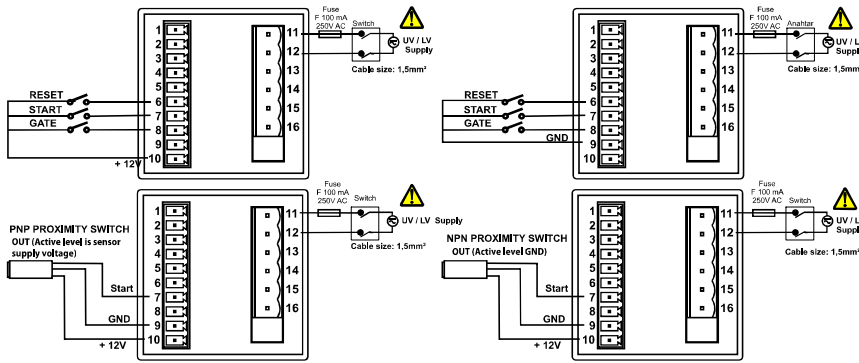 Fuse
F 100 mA
250V AC
Switch
UV / LV
Supply
Cable size: 1,5mm²
1
2
3
4
5
6
7
8
9
10
11
12
13
14
15
16
RESET
START
GATE
+ 12V
Fuse
F 100 mA
250V AC
Anahtar
UV / LV
Suppl
Cable size: 1,5mm²
1
2
3
4
5
6
7
8
9
10
11
12
13
14
15
16
RESET
START
GATE
GND
Fuse
F 100 mA
250V AC
Switch
UV / LV Supply
Cable size: 1,5mm²
1
2
3
4
5
6
7
8
9
10
11
12
13
14
15
16
PNP PROXIMITY SWITCH
OUT (Active level is sensor
supply voltage)
Start
GND
+ 12V
Fuse
F 100 mA
250V AC
Switch
UV / LV
Suppl
Cable size: 1,5mm²
1
2
3
4
5
6
7
8
9
10
11
12
13
14
15
16
NPN PROXIMITY SWITCH
OUT (Active level GND)
Start
GND
+ 12V